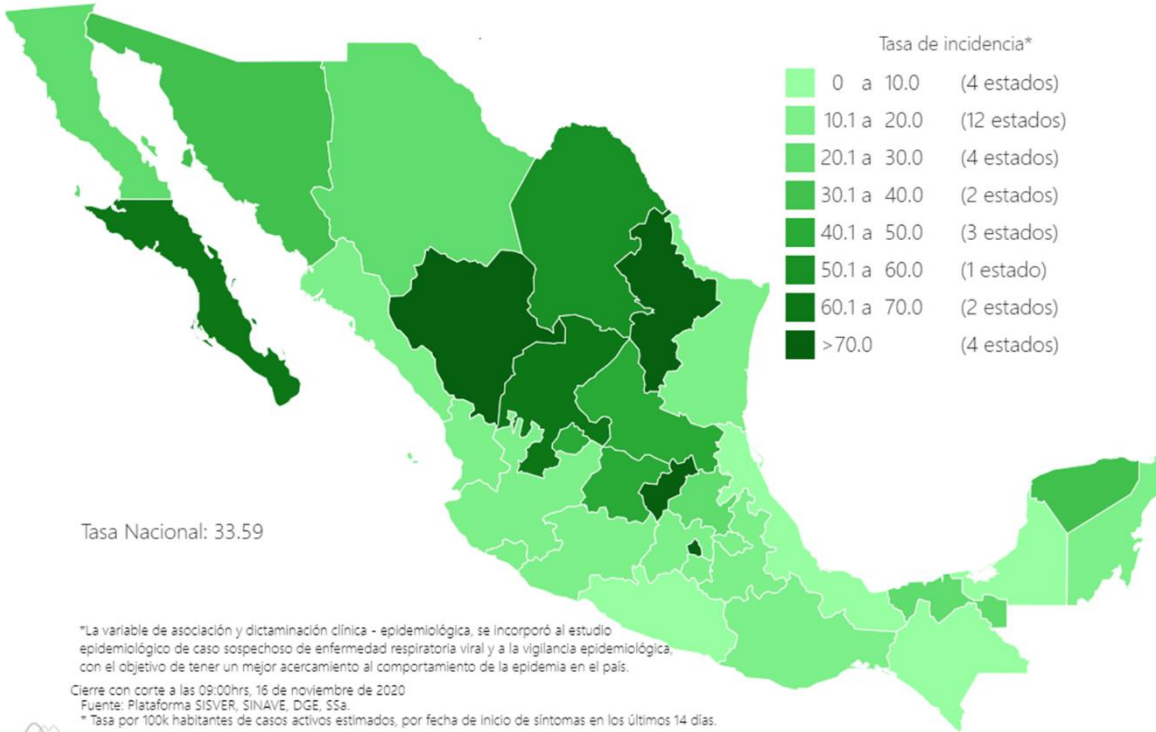 Tasa de incidencia*
0 a 10.0 (4 estados)
10.1 a 20.0 (12 estados)
20.1 a 30.0 (4 estados)
30.1 a 40.0 (2 estados)
40.1 a 50.0 (3 estados)
50.1 a 60.0 (1 estado)
60.1 a 70.0 (2 estados)
>70.0 (4 estados)
Tasa Nacional: 33.59
*La variable de asociación y dictaminación clínica - epidemiológica, se incorporó al estudio
epidemiológico de caso sospechoso de enfermedad respiratoria viral y a la vigilancia epidemiológica,
con el objetivo de tener un mejor acercamiento al comportamiento de la epidemia en el país.
Cierre con corte a las 09:00hrs, 16 de noviembre de 2020
Fuente: Plataforma SISVER, SINAVE, DGE, SSa.
* Tasa por 100k habitantes de casos activos estimados, por fecha de inicio de síntomas en los últimos 14 días.